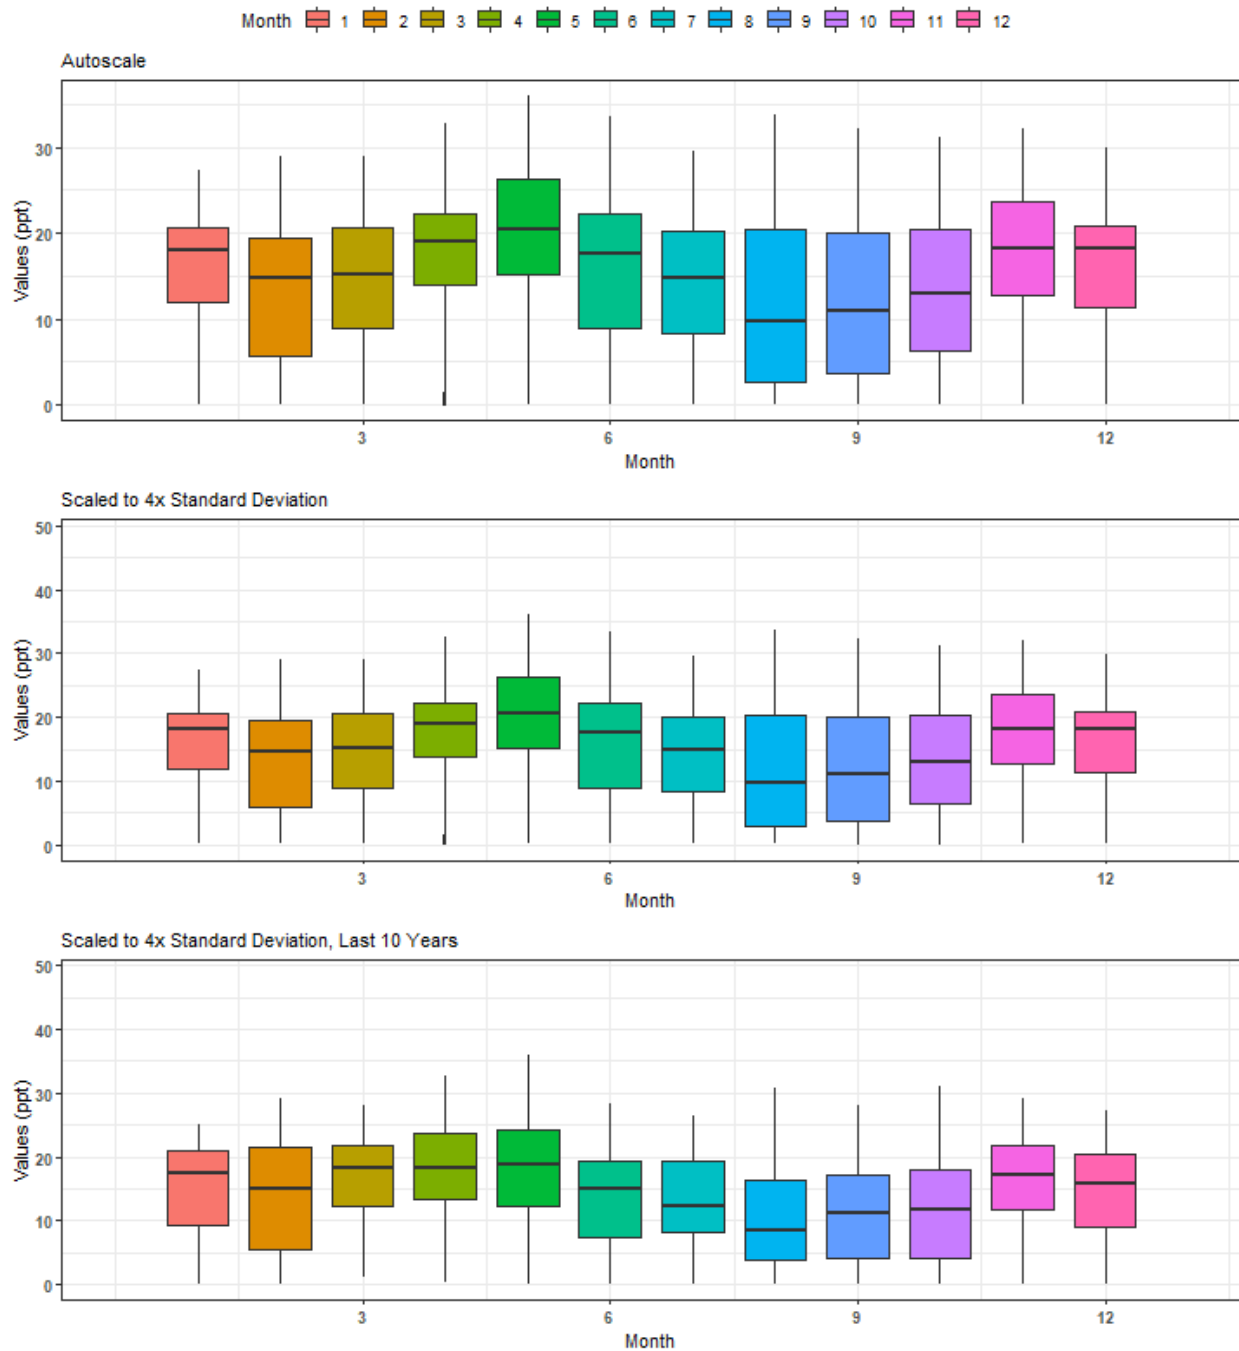 Month 1 2 3 4 5 6 7 8 9 10 11 12
Autoscale
Values (ppt)
30
20
10
0
3 6 9 12
Month
Scaled to 4x Standard Deviation
Values (ppt)
50
40
30
20
10
0
3 6 9 12
Month
Scaled to 4x Standard Deviation, Last 10 Years
Values (ppt)
50
40
30
20
10
0
3 6 9 12
Month